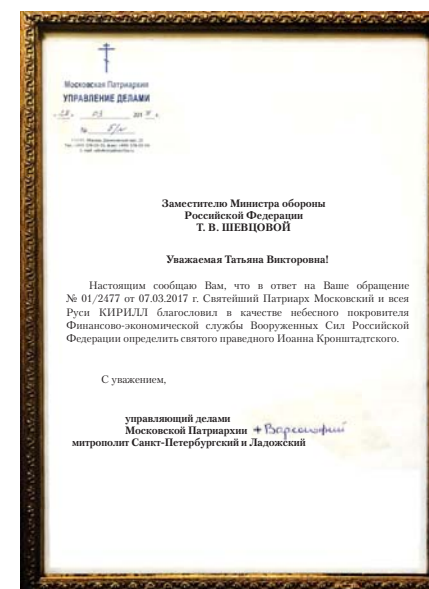 Московская Патриархия
УПРАВЛЕНИЕ ДЕЛАМИ
№ б/н
Заместителю Министра обороны
Российской Федерации
Т. В. ШЕВЦОВОЙ
Уважаемая Татьяна Викторовна!
Настоящим сообщаю Вам, что в ответ на Ваше обращение
№ 01/2477 от 07.03.2017 г. Святейший Патриарх Московский и всея
Руси КИРИЛЛ благословил в качестве небесного покровителя
Финансово-экономической службы Вооруженных Сил Российской
Федерации определить святого праведного Иоанна Кронштадтского.
С уважением,
управляющий делами
Московской Патриархии + Варсонофий
митрополит Санкт-Петербургский и Ладожский